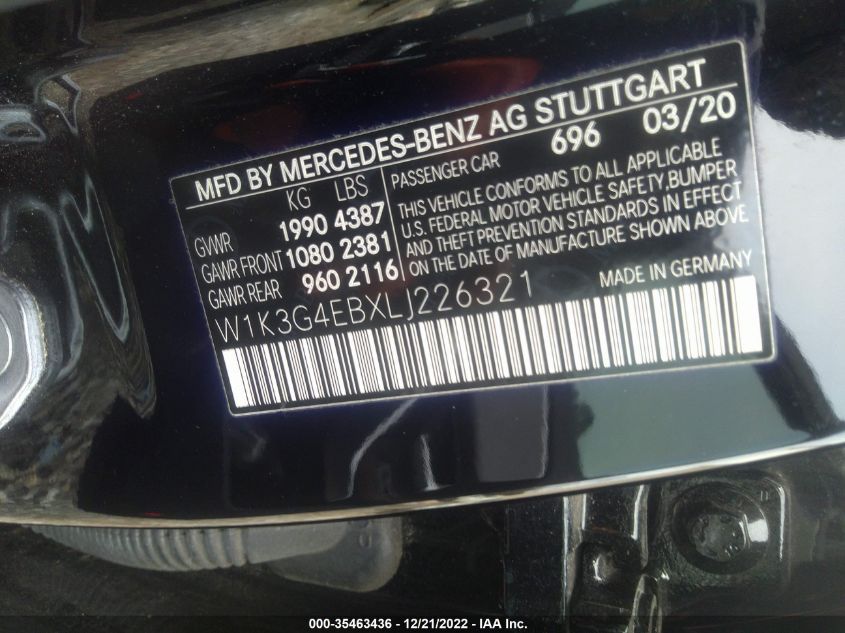 MFD BY MERCEDES-BENZ AG STUTTGART
KG LBS
GVWR 1990 4387
GAWR FRONT 1080 2381
GAWR REAR 960 2116
PASSENGER CAR 696 03/20
THIS VEHICLE CONFORMS TO ALL APPLICABLE
U.S. FEDERAL MOTOR VEHICLE SAFETY, BUMPER
AND THEFT PREVENTION STANDARDS IN EFFECT
ON THE DATE OF MANUFACTURE SHOWN ABOVE
W1K3G4EBXLJ226321
MADE IN GERMANY
000-35463436 - 12/21/2022 - IAA Inc.